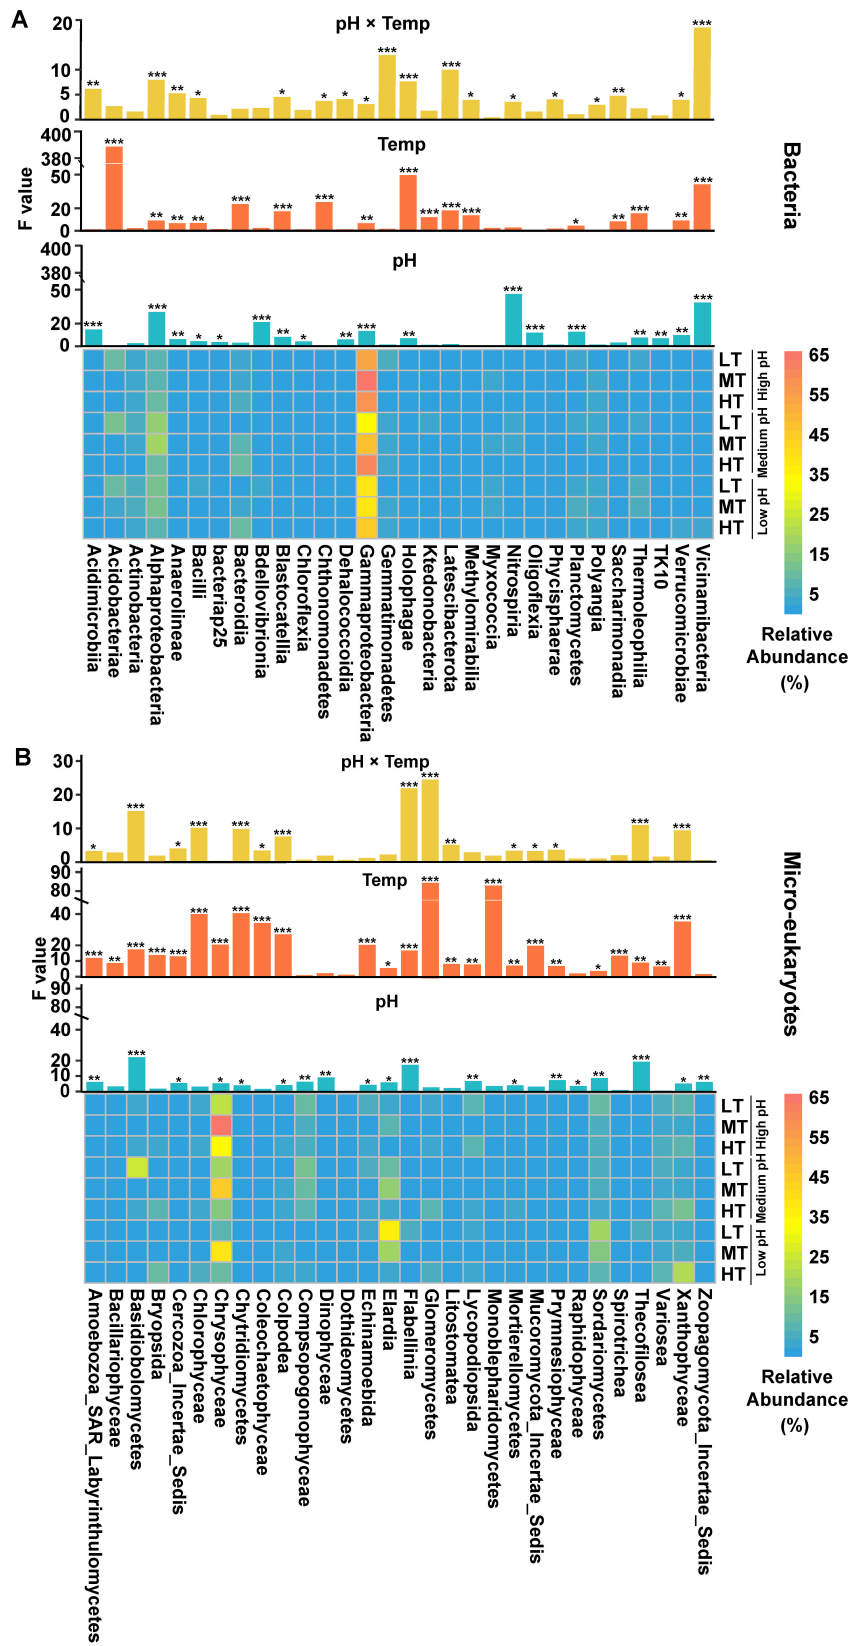 A
pH × Temp
20
10
5
0
** *** ** * * * * * *** *** *** * * * * ** * ***
Temp
400
380
50
20
0
*** ** ** ** *** *** *** ** *** *** *** *** * ** *** ** ***
F value
pH
400
380
50
20
0
*** *** ** * * *** ** * ** *** ** *** *** *** ** ** ** ***
Bacteria
LT
MT
HT
High pH
LT
MT
HT
Medium pH
LT
MT
HT
Low pH
65
55
45
35
25
15
5
Relative
Abundance
(%)
Acidimicrobiia
Acidobacteriae
Actinobacteria
Alphaproteobacteria
Anaerolineae
Bacilli
bacteriap25
Bacteroidia
Bdellovibrionia
Blastocatellia
Chloroflexia
Chthonomonadetes
Dehalococcoidia
Gammaproteobacteria
Gemmatimonadetes
Holophagae
Ktedonobacteria
Latescibacterota
Methylomirabilia
Myxococcia
Nitrospiria
Oligoflexia
Phycisphaerae
Planctomycetes
Polyangia
Saccharimonadia
Thermoleophilia
TK10
Verrucomicrobiae
Vicinamibacteria
B
pH × Temp
30
20
10
0
* *** * *** *** * *** *** *** ** * * * *** ***
Temp
90
80
40
20
10
0
*** ** *** *** *** *** *** *** *** *** *** * *** *** ** ** *** ** *** ** * *** ** ** ***
F value
pH
90
80
40
20
10
0
** *** * * * * ** ** * * *** ** * ** * ** *** * **
Micro-eukaryotes
LT
MT
HT
High pH
LT
MT
HT
Medium pH
LT
MT
HT
Low pH
65
55
45
35
25
15
5
Relative
Abundance
(%)
Amoebozoa_SAR_Labyrinthulomycetes
Bacillariophyceae
Basidiobolomycetes
Bryopsida
Cercozoa_Incertae_Sedis
Chlorophyceae
Chrysophyceae
Chytridiomycetes
Coleochaetophyceae
Colpodea
Compsopogonophyceae
Dinophyceae
Dothideomycetes
Echinamoebida
Elardia
Flabellinia
Glomeromycetes
Litostomatea
Lycopodiopsida
Monoblepharidomycetes
Mortierellomycetes
Mucoromycota_Incertae_Sedis
Prymnesiophyceae
Raphidophyceae
Sordariomycetes
Spirotrichea
Thecofilosea
Variosea
Xanthophyceae
Zoopagomycota_Incertae_Sedis